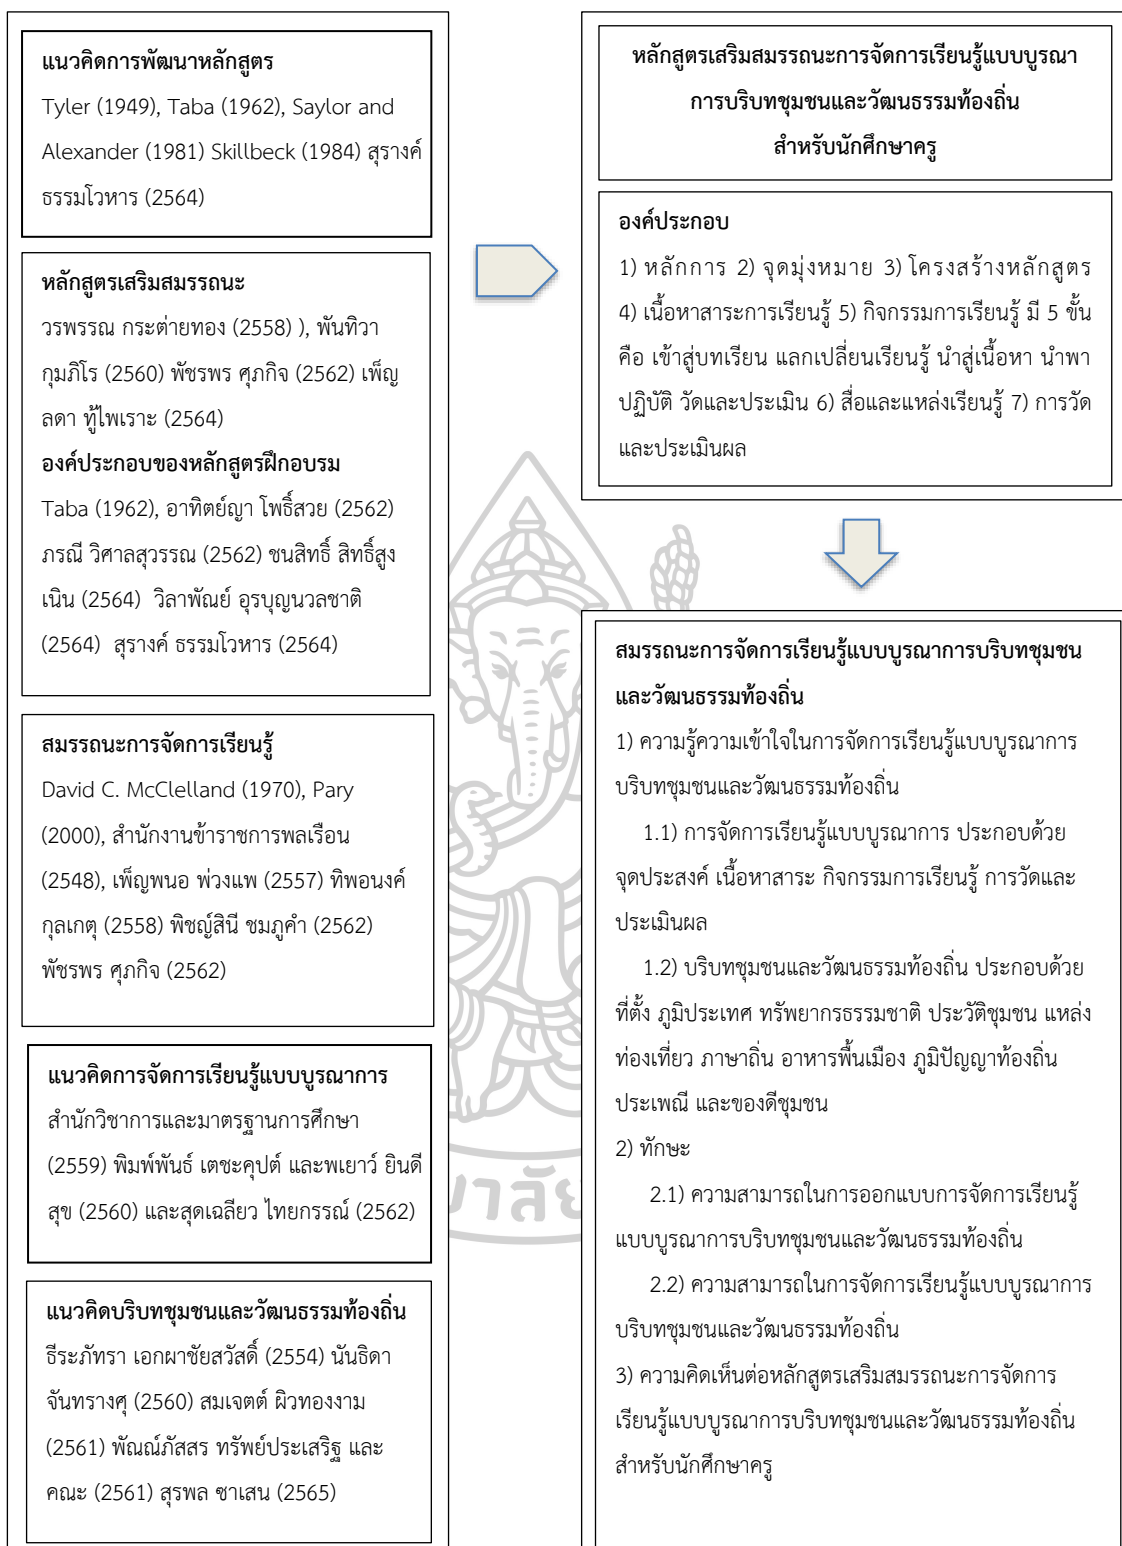 แนวคิดการพัฒนาหลักสูตร
Tyler (1949), Taba (1962), Saylor and
Alexander (1981) Skillbeck (1984) สุรางค์
ธรรมโวหาร (2564)
หลักสูตรเสริมสมรรถนะ
วรพรรณ กระต่ายทอง (2558) ), พันทิวา
กุมภิโร (2560) พัชรพร ศุภกิจ (2562) เพ็ญ
ลดา ทู้ไพเราะ (2564)
องค์ประกอบของหลักสูตรฝึกอบรม
Taba (1962), อาทิตย์ญา โพธิ์สวย (2562)
ภรณี วิศาลสุวรรณ (2562) ชนสิทธิ์ สิทธิ์สูง
เนิน (2564) วิลาพัณย์ อุรบุญนวลชาติ
(2564) สุรางค์ ธรรมโวหาร (2564)
สมรรถนะการจัดการเรียนรู้
David C. McClelland (1970), Pary
(2000), สำนักงานข้าราชการพลเรือน
(2548), เพ็ญพนอ พ่วงแพ (2557) ทิพอนงค์
กุลเกตุ (2558) พิชญ์สินี ชมภูคำ (2562)
พัชรพร ศุภกิจ (2562)
แนวคิดการจัดการเรียนรู้แบบบูรณาการ
สำนักวิชาการและมาตรฐานการศึกษา
(2559) พิมพ์พันธ์ เตชะคุปต์ และพเยาว์ ยินดี
สุข (2560) และสุดเฉลียว ไทยกรรณ์ (2562)
แนวคิดบริบทชุมชนและวัฒนธรรมท้องถิ่น
ธีระภัทรา เอกผาชัยสวัสดิ์ (2554) นันธิดา
จันทรางศุ (2560) สมเจตต์ ผิวทองงาม
(2561) พัณณ์ภัสสร ทรัพย์ประเสริฐ และ
คณะ (2561) สุรพล ซาเสน (2565)
หลักสูตรเสริมสมรรถนะการจัดการเรียนรู้แบบบูรณา
การบริบทชุมชนและวัฒนธรรมท้องถิ่น
สำหรับนักศึกษาครู
องค์ประกอบ
1) หลักการ 2) จุดมุ่งหมาย 3) โครงสร้างหลักสูตร
4) เนื้อหาสาระการเรียนรู้ 5) กิจกรรมการเรียนรู้ มี 5 ขั้น
คือ เข้าสู่บทเรียน แลกเปลี่ยนเรียนรู้ นำสู่เนื้อหา นำพา
ปฏิบัติ วัดและประเมิน 6) สื่อและแหล่งเรียนรู้ 7) การวัด
และประเมินผล
สมรรถนะการจัดการเรียนรู้แบบบูรณาการบริบทชุมชน
และวัฒนธรรมท้องถิ่น
1) ความรู้ความเข้าใจในการจัดการเรียนรู้แบบบูรณาการ
บริบทชุมชนและวัฒนธรรมท้องถิ่น
1.1) การจัดการเรียนรู้แบบบูรณาการ ประกอบด้วย
จุดประสงค์ เนื้อหาสาระ กิจกรรมการเรียนรู้ การวัดและ
ประเมินผล
1.2) บริบทชุมชนและวัฒนธรรมท้องถิ่น ประกอบด้วย
ที่ตั้ง ภูมิประเทศ ทรัพยากรธรรมชาติ ประวัติชุมชน แหล่ง
ท่องเที่ยว ภาษาถิ่น อาหารพื้นเมือง ภูมิปัญญาท้องถิ่น
ประเพณี และของดีชุมชน
2) ทักษะ
2.1) ความสามารถในการออกแบบการจัดการเรียนรู้
แบบบูรณาการบริบทชุมชนและวัฒนธรรมท้องถิ่น
2.2) ความสามารถในการจัดการเรียนรู้แบบบูรณาการ
บริบทชุมชนและวัฒนธรรมท้องถิ่น
3) ความคิดเห็นต่อหลักสูตรเสริมสมรรถนะการจัดการ
เรียนรู้แบบบูรณาการบริบทชุมชนและวัฒนธรรมท้องถิ่น
สำหรับนักศึกษาครู